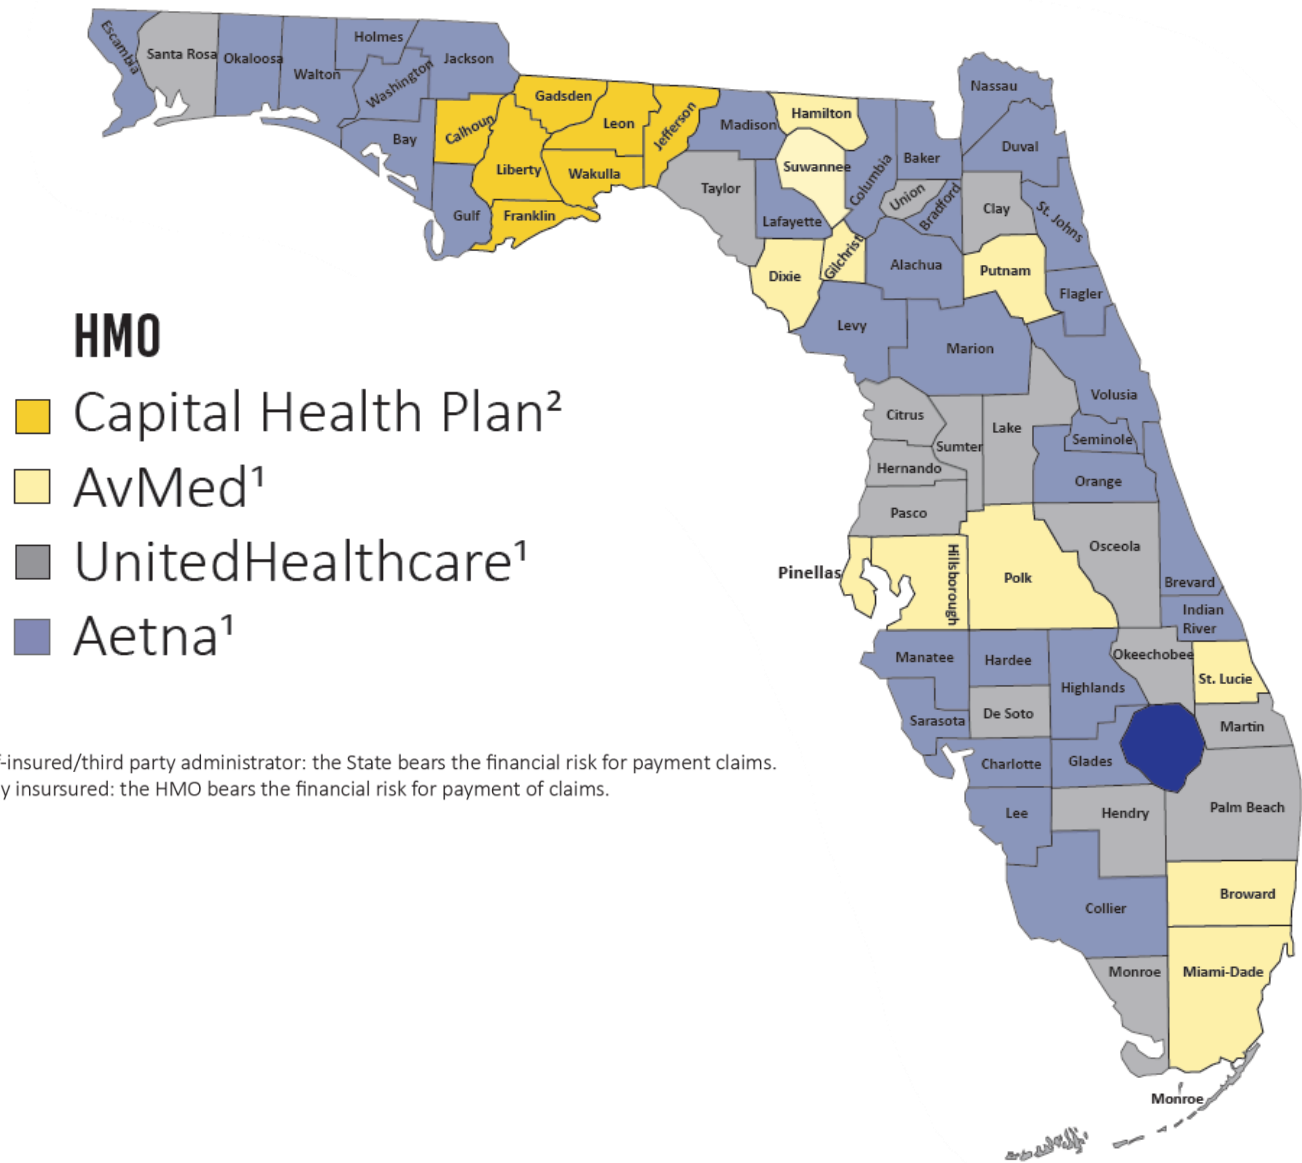 Escambia
Santa Rosa
Okaloosa
Walton
Holmes
Washington
Jackson
Bay
Calhoun
Gulf
Gadsden
Liberty
Franklin
Leon
Wakulla
Jefferson
Madison
Taylor
Hamilton
Suwannee
Lafayette
Dixie
Gilchrist
Columbia
Baker
Union
Bradford
Nassau
Duval
Clay
St. Johns
Alachua
Putnam
Flagler
Levy
Marion
Volusia
Citrus
Sumter
Lake
Seminole
Hernando
Orange
Pasco
Osceola
Pinellas
Hillsborough
Polk
Brevard
Indian
River
Manatee
Hardee
Highlands
Okeechobee
St. Lucie
Sarasota
De Soto
Martin
Charlotte
Glades
Lee
Hendry
Palm Beach
Collier
Broward
Monroe
Miami-Dade
Monroe
HMO
Capital Health Plan²
AvMed¹
UnitedHealthcare¹
Aetna¹
-insured/third party administrator: the State bears the financial risk for payment claims.
y insursured: the HMO bears the financial risk for payment of claims.